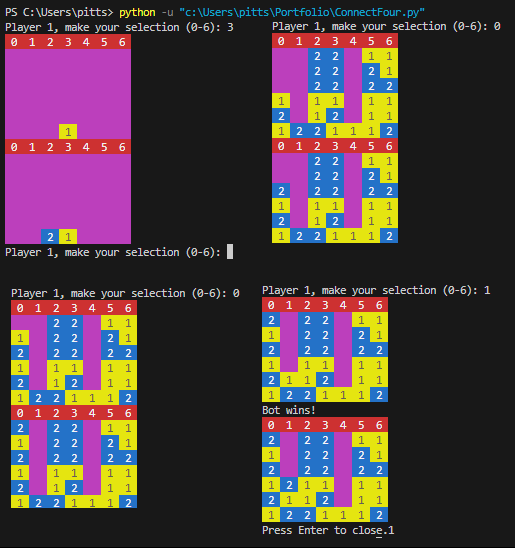 PS C:\Users\pitts> python -u "c:\Users\pitts\Portfolio\ConnectFour.py"
Player 1, make your selection (0-6): 3
0 1 2 3 4 5 6
1
0 1 2 3 4 5 6
2 1
Player 1, make your selection (0-6):
Player 1, make your selection (0-6): 0
0 1 2 3 4 5 6
2 2 1 1
2 2 2 1
2 2 2 2
1 1 1 1 1
2 1 2 1 1
1 2 2 1 1 1 2
0 1 2 3 4 5 6
2 2 1 1
2 2 2 1
2 2 2 2 2
1 1 1 1 1
2 1 2 1 1
1 2 2 1 1 1 2
Player 1, make your selection (0-6): 0
0 1 2 3 4 5 6
2 2 1 1
1 2 2 2 1
2 2 2 2 2
1 1 1 1 1
2 1 2 1 1
1 2 2 1 1 1 2
0 1 2 3 4 5 6
2 2 2 1 1
1 2 2 2 1
2 2 2 2 2
1 1 1 1 1
2 1 2 1 1
1 2 2 1 1 1 2
Player 1, make your selection (0-6): 1
0 1 2 3 4 5 6
2 2 2 1 1
1 2 2 2 1
2 2 2 2 2
1 1 1 1 1
2 1 1 2 1 1
1 2 2 1 1 1 2
Bot wins!
0 1 2 3 4 5 6
2 2 2 1 1
1 2 2 2 1
2 2 2 2 2
1 2 1 1 1 1
2 1 1 2 1 1
1 2 2 1 1 1 2
Press Enter to close.1